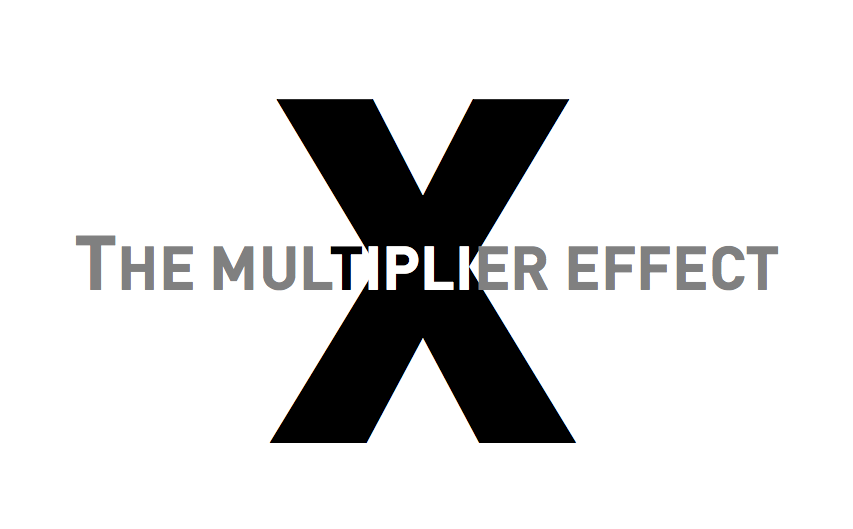 X
THE MULTIPLIER EFFECT